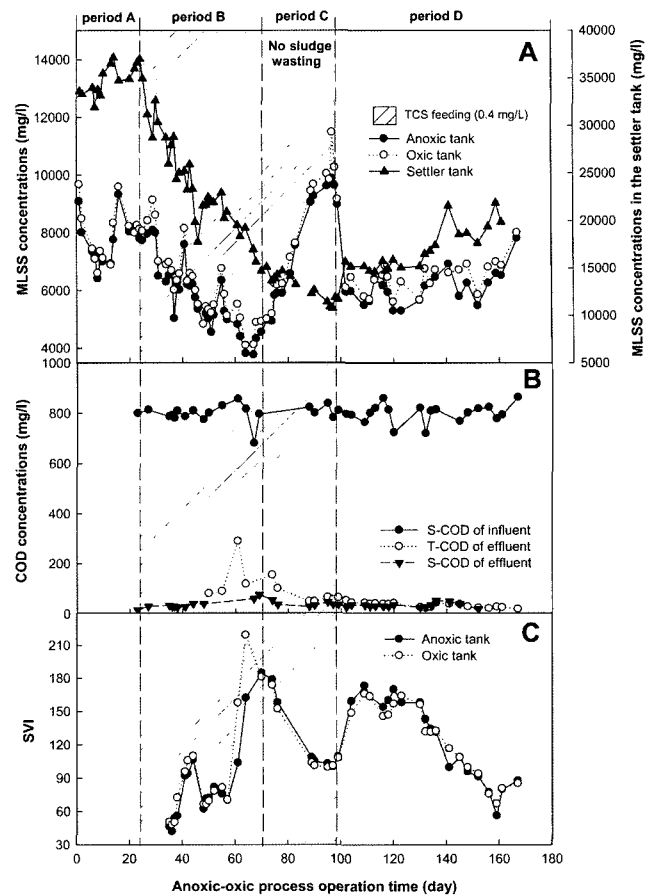 period A period B period C period D
No sludge
wasting
A
TCS feeding (0.4 mg/L)
Anoxic tank
Oxic tank
Settler tank
MLSS concentrations (mg/l)
14000
12000
10000
8000
6000
4000
MLSS concentrations in the settler tank (mg/l)
40000
35000
30000
25000
20000
15000
10000
5000
B
COD concentrations (mg/l)
1000
800
600
400
200
0
S-COD of influent
T-COD of effluent
S-COD of effluent
C
Anoxic tank
Oxic tank
SVI
210
180
150
120
90
60
30
0 20 40 60 80 100 120 140 160 180
Anoxic-oxic process operation time (day)